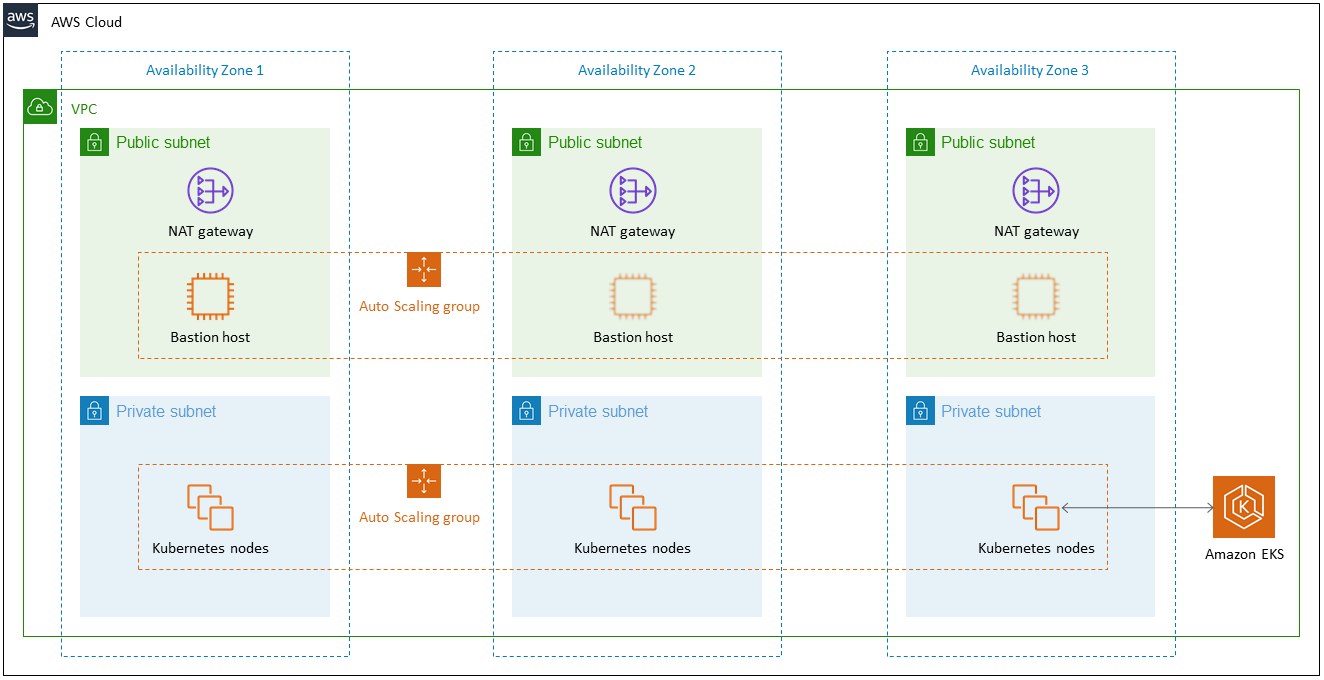 aws
AWS Cloud
Availability Zone 1
Availability Zone 2
Availability Zone 3
VPC
Public subnet
Public subnet
Public subnet
NAT gateway
NAT gateway
NAT gateway
Auto Scaling group
Bastion host
Bastion host
Bastion host
Private subnet
Private subnet
Private subnet
Auto Scaling group
Kubernetes nodes
Kubernetes nodes
Kubernetes nodes
K
Amazon EKS